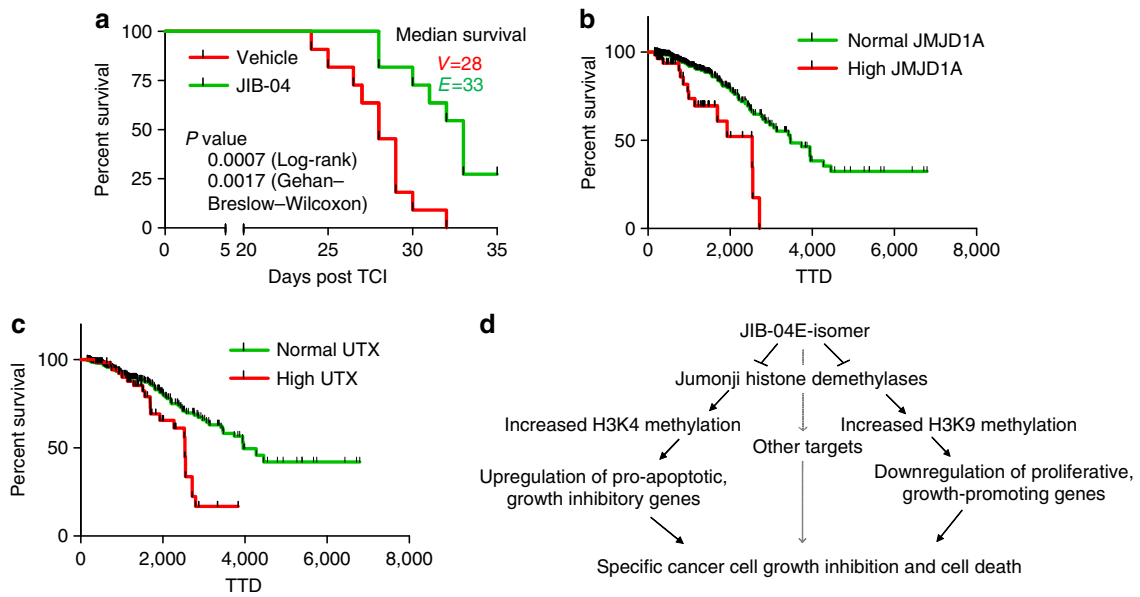 a
Vehicle
JIB-04
Median survival
V=28
E=33
P value
0.0007 (Log-rank)
0.0017 (Gehan–
Breslow–Wilcoxon)
Percent survival
100
75
50
25
0
0
5
20
25
30
35
Days post TCI
b
Normal JMJD1A
High JMJD1A
Percent survival
100
50
0
0
2,000
4,000
6,000
8,000
TTD
c
Normal UTX
High UTX
Percent survival
100
50
0
0
2,000
4,000
6,000
8,000
TTD
d
JIB-04E-isomer
Jumonji histone demethylases
Increased H3K4 methylation
Increased H3K9 methylation
Other targets
Upregulation of pro-apoptotic,
growth inhibitory genes
Downregulation of proliferative,
growth-promoting genes
Specific cancer cell growth inhibition and cell death